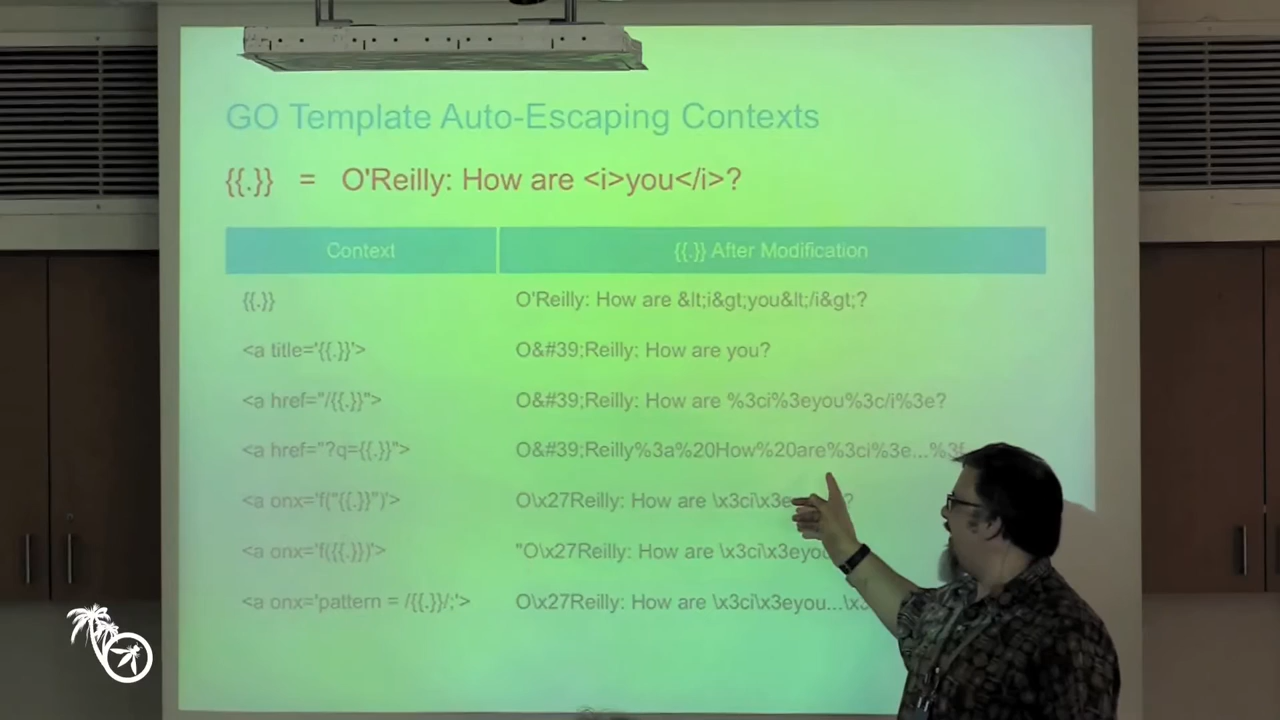 GO Template Auto-Escaping Contexts
{{.}} = O'Reilly: How are <i>you</i>?
Context {{.}} After Modification
{{.}} O'Reilly: How are &lt;i&gt;you&lt;/i&gt;?
<a title='{{.}}'> O&#39;Reilly: How are you?
<a href="/{{.}}"> O&#39;Reilly: How are %3ci%3eyou%3c/i%3e?
<a href="?q={{.}}"> O&#39;Reilly%3a%20How%20are%3ci%3e...%3f
<a onx='f("{{.}}")'> O\x27Reilly: How are \x3ci\x3e ?
<a onx='f({{.}})'> "O\x27Reilly: How are \x3ci\x3eyou
<a onx='pattern = /{{.}}/;'> O\x27Reilly: How are \x3ci\x3eyou...\x3